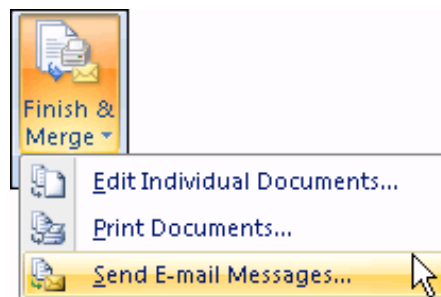 Finish &
Merge
Edit Individual Documents...
Print Documents...
Send E-mail Messages...